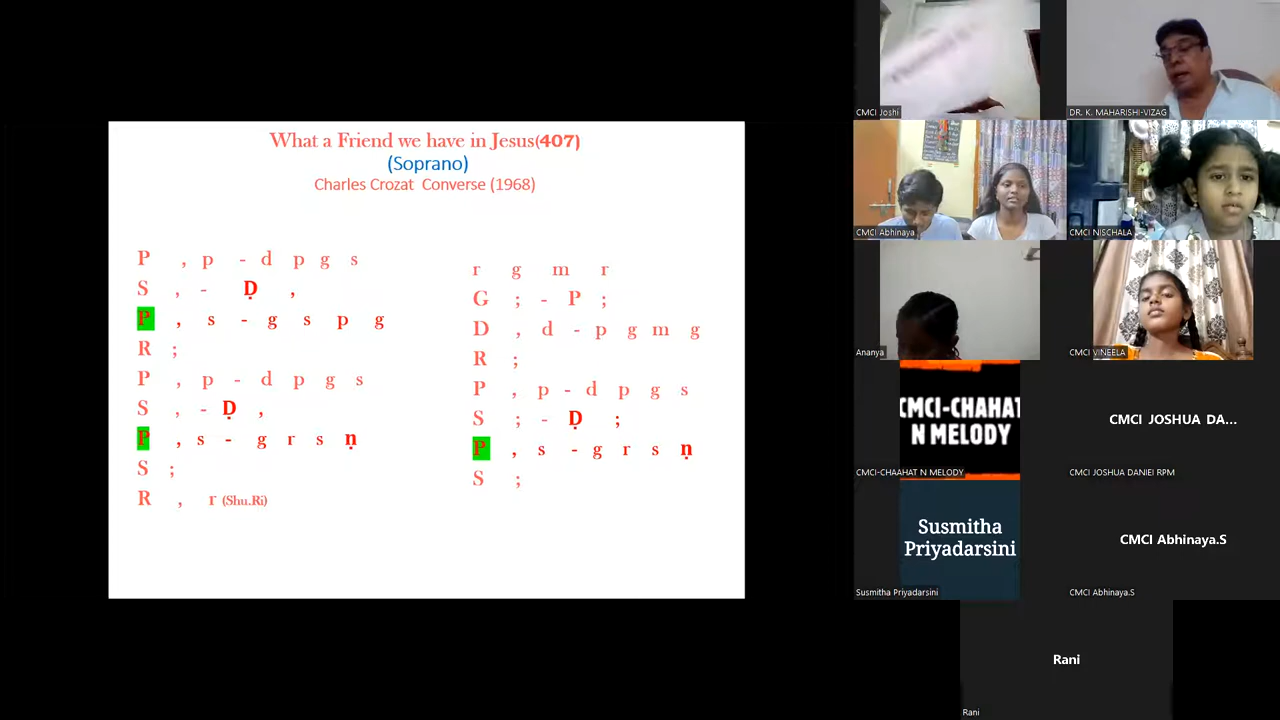 What a Friend we have in Jesus(407)
(Soprano)
Charles Crozat Converse (1968)
P , p - d p g s
S , - Ḍ ,
P , s - g s p g
R ;
P , p - d p g s
S , - Ḍ ,
P , s - g r s ṇ
S ;
R , r (Shu.Ri)
r g m r
G ; - P ;
D , d - p g m g
R ;
P , p - d p g s
S ; - Ḍ ;
P , s - g r s ṇ
S ;
CMCI Joshi
DR. K. MAHARISHI-VIZAG
CMCI Abhinaya
CMCI NISCHALA
Ananya
CMCI VINEELA
CMCI-CHAAHAT
N MELODY
CMCI-CHAAHAT N MELODY
CMCI JOSHUA DA...
CMCI JOSHUA DANIEl RPM
Susmitha
Priyadarsini
Susmitha Priyadarsini
CMCI Abhinaya.S
CMCI Abhinaya.S
Rani
Rani